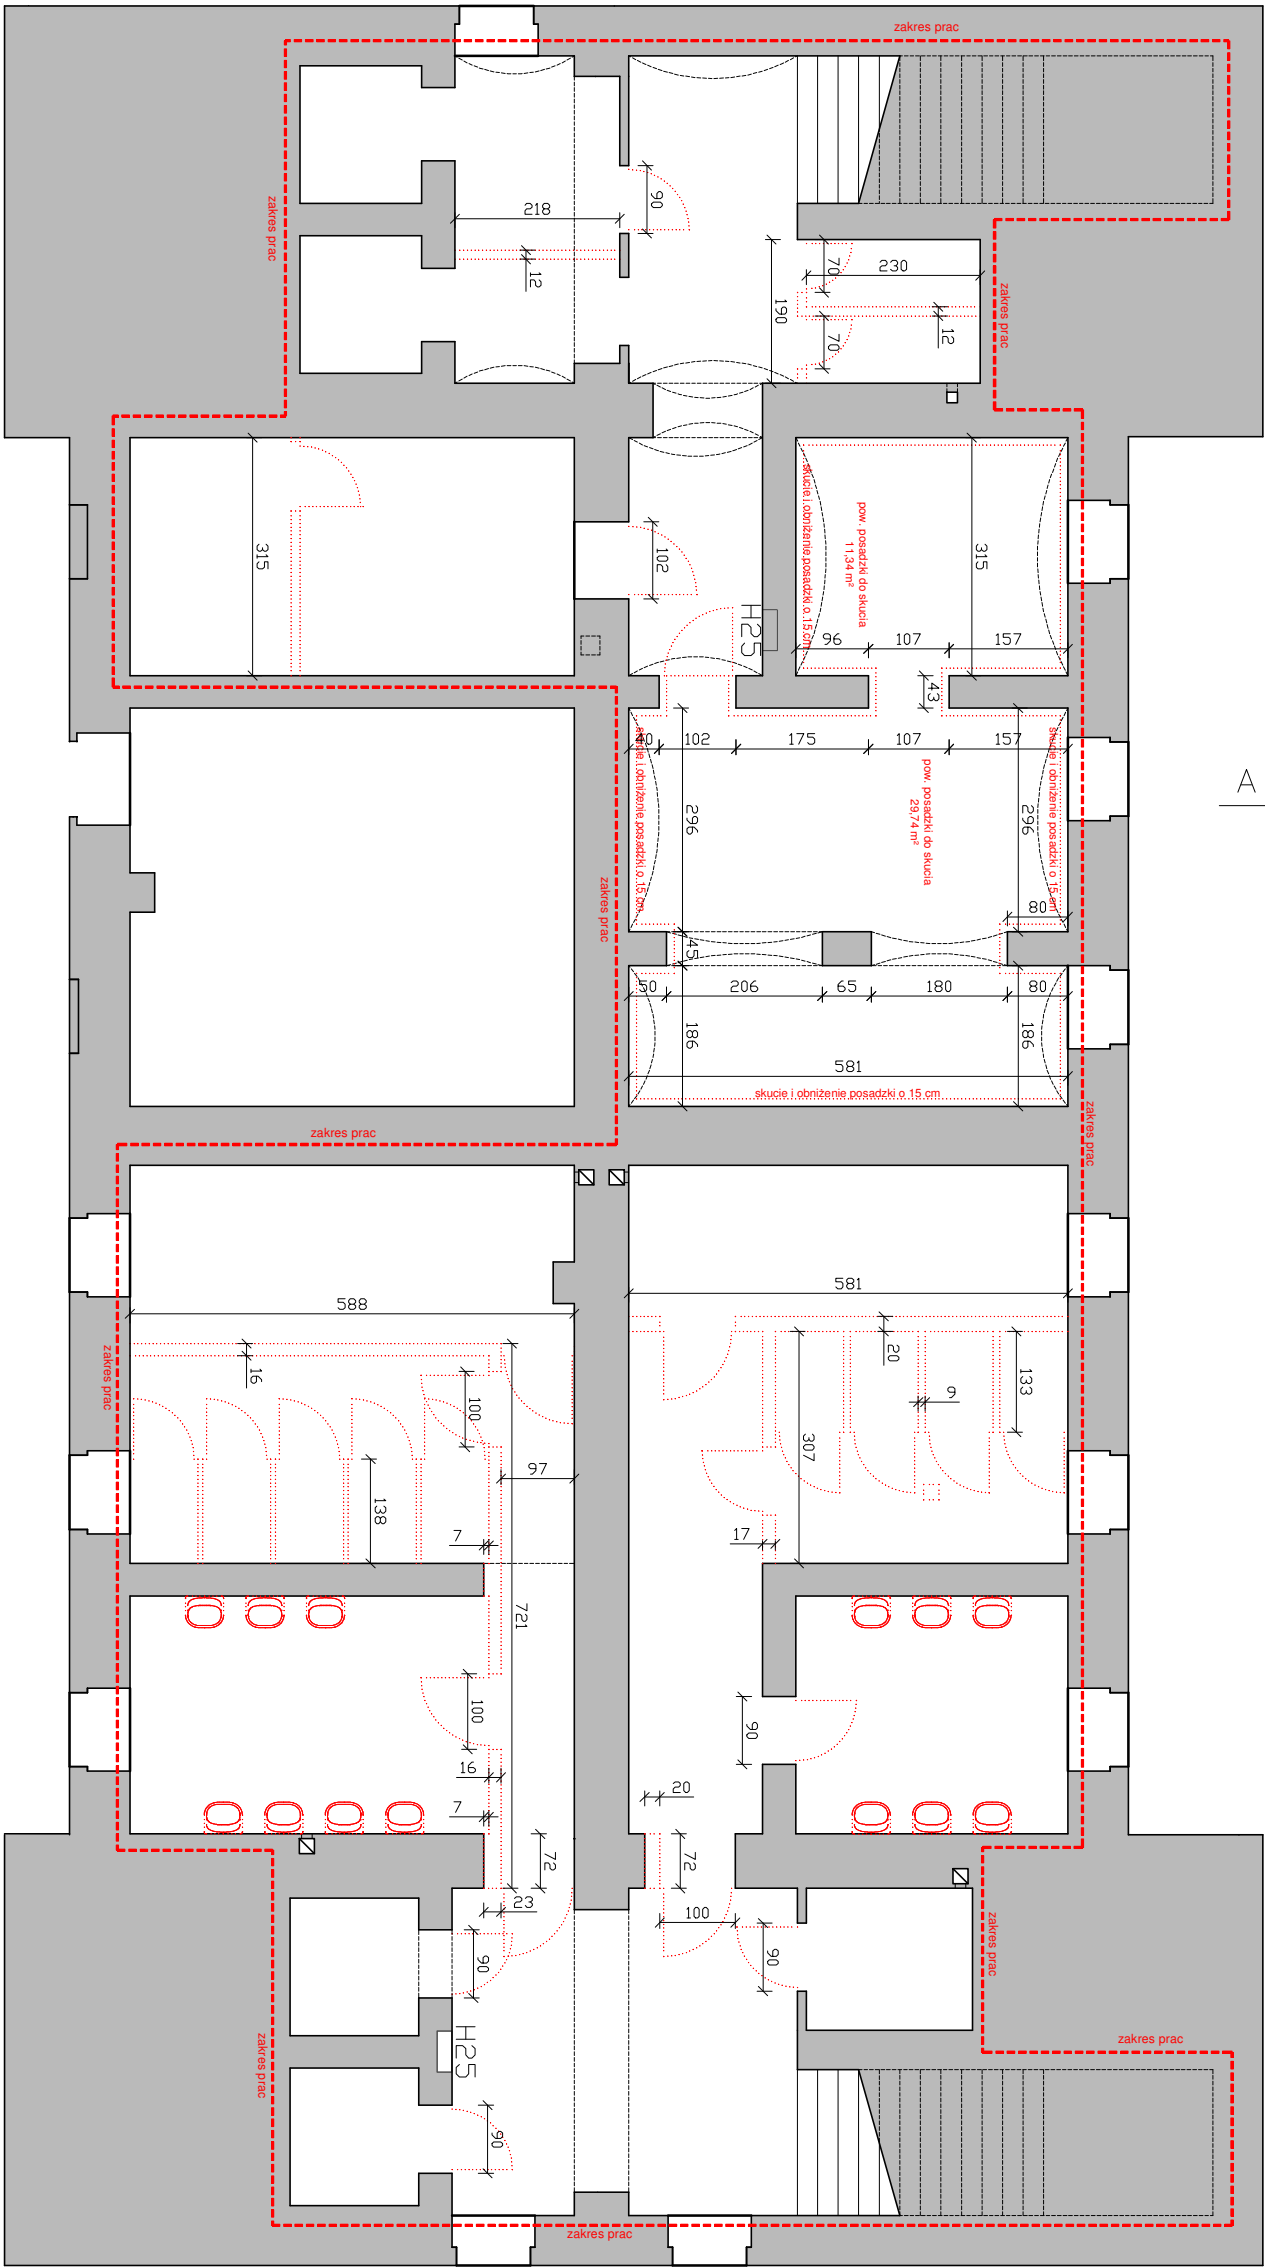 zakres prac
zakres prac
90
218
12
190
70
230
12
70
zakres prac
315
102
H25
skucie i obniżenie posadzki o 15 cm
pow. posadzki do skucia
11,34 m²
315
96
107
157
43
40
102
175
107
157
skucie i obniżenie posadzki o 15 cm
296
pow. posadzki do skucia
29,74 m²
296
skucie i obniżenie posadzki o 15 cm
A
80
zakres prac
45
50
206
65
180
80
186
186
581
skucie i obniżenie posadzki o 15 cm
zakres prac
zakres prac
588
581
zakres prac
16
100
20
9
133
307
97
138
7
17
721
100
90
16
7
20
72
72
23
100
90
90
zakres prac
zakres prac
H25
zakres prac
90
zakres prac